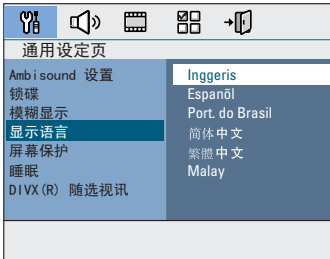 通用设定页
Ambisound 设置
锁碟
模糊显示
显示语言
屏幕保护
睡眠
DIVX(R) 随选视讯
Inggeris
Espanõl
Port. do Brasil
简体中文
繁體中文
Malay